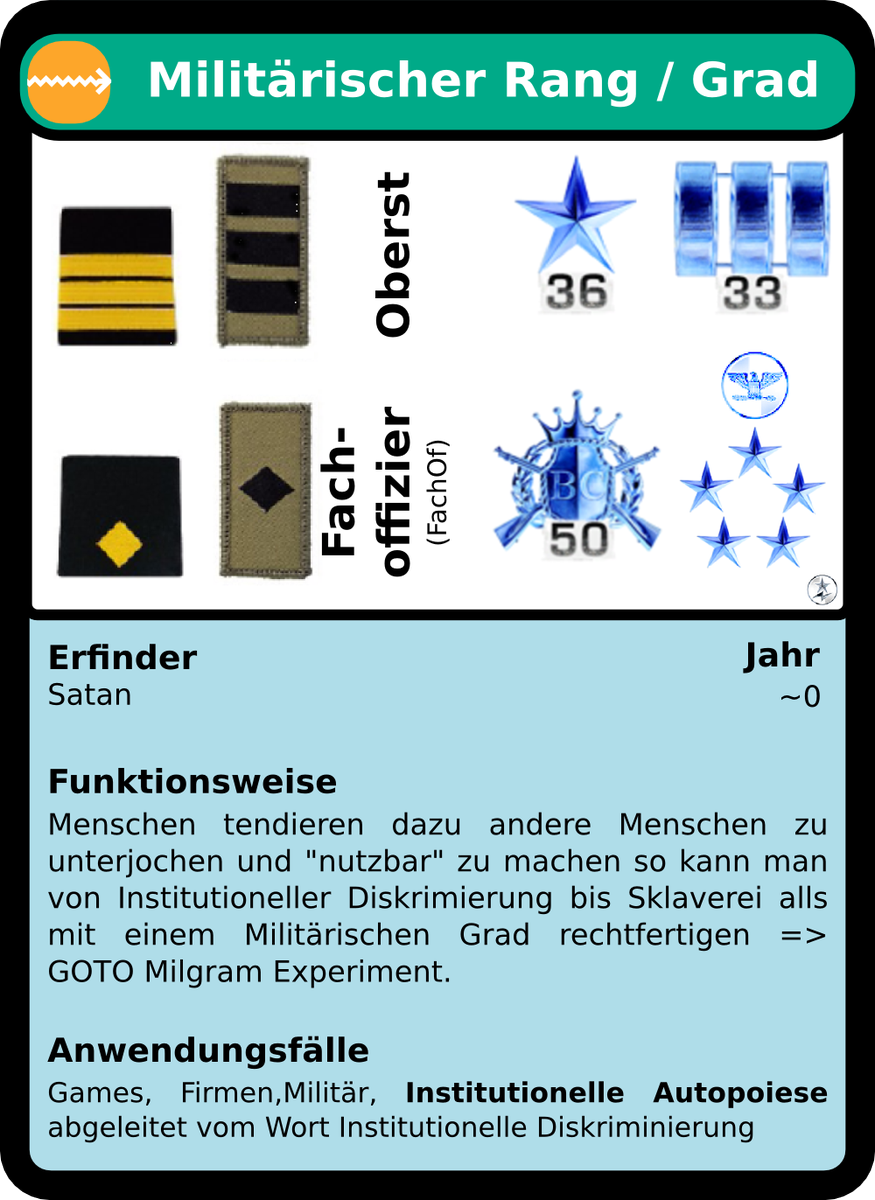 Militärischer Rang / Grad
Oberst
36
33
Fach-
offizier
(FachOf)
BC
50
Erfinder
Jahr
Satan
~0
Funktionsweise
Menschen tendieren dazu andere Menschen zu
unterjochen und "nutzbar" zu machen so kann man
von Institutioneller Diskrimierung bis Sklaverei alls
mit einem Militärischen Grad rechtfertigen =>
GOTO Milgram Experiment.
Anwendungsfälle
Games, Firmen,Militär, Institutionelle Autopoiese
abgeleitet vom Wort Institutionelle Diskriminierung